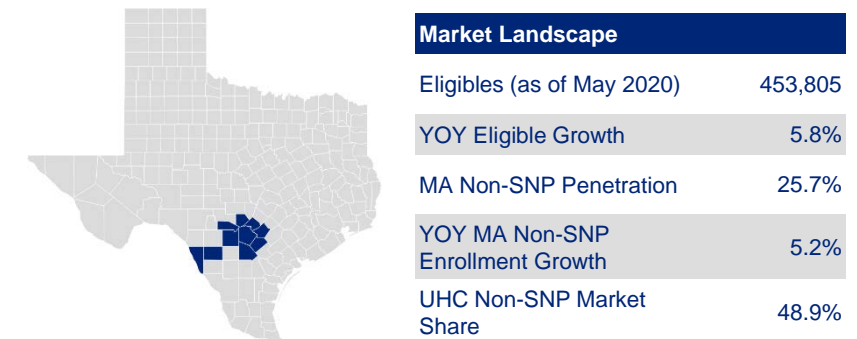 Market Landscape
Eligibles (as of May 2020) 453,805
YOY Eligible Growth 5.8%
MA Non-SNP Penetration 25.7%
YOY MA Non-SNP
Enrollment Growth 5.2%
UHC Non-SNP Market
Share 48.9%